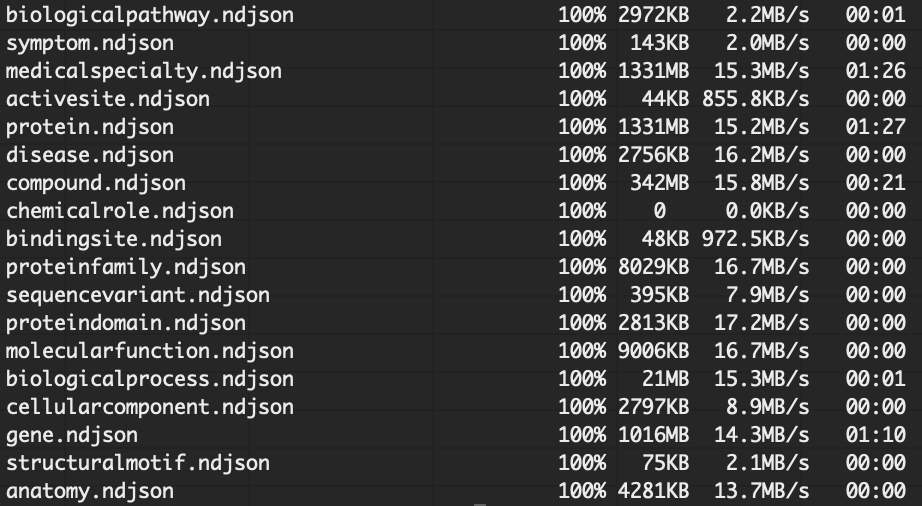 biologicalpathway.ndjson 100% 2972KB 2.2MB/s 00:01
symptom.ndjson 100% 143KB 2.0MB/s 00:00
medicalspecialty.ndjson 100% 1331MB 15.3MB/s 01:26
activesite.ndjson 100% 44KB 855.8KB/s 00:00
protein.ndjson 100% 1331MB 15.2MB/s 01:27
disease.ndjson 100% 2756KB 16.2MB/s 00:00
compound.ndjson 100% 342MB 15.8MB/s 00:21
chemicalrole.ndjson 100% 0 0.0KB/s 00:00
bindingsite.ndjson 100% 48KB 972.5KB/s 00:00
proteinfamily.ndjson 100% 8029KB 16.7MB/s 00:00
sequencevariant.ndjson 100% 395KB 7.9MB/s 00:00
proteindomain.ndjson 100% 2813KB 17.2MB/s 00:00
molecularfunction.ndjson 100% 9006KB 16.7MB/s 00:00
biologicalprocess.ndjson 100% 21MB 15.3MB/s 00:01
cellularcomponent.ndjson 100% 2797KB 8.9MB/s 00:00
gene.ndjson 100% 1016MB 14.3MB/s 01:10
structuralmotif.ndjson 100% 75KB 2.1MB/s 00:00
anatomy.ndjson 100% 4281KB 13.7MB/s 00:00